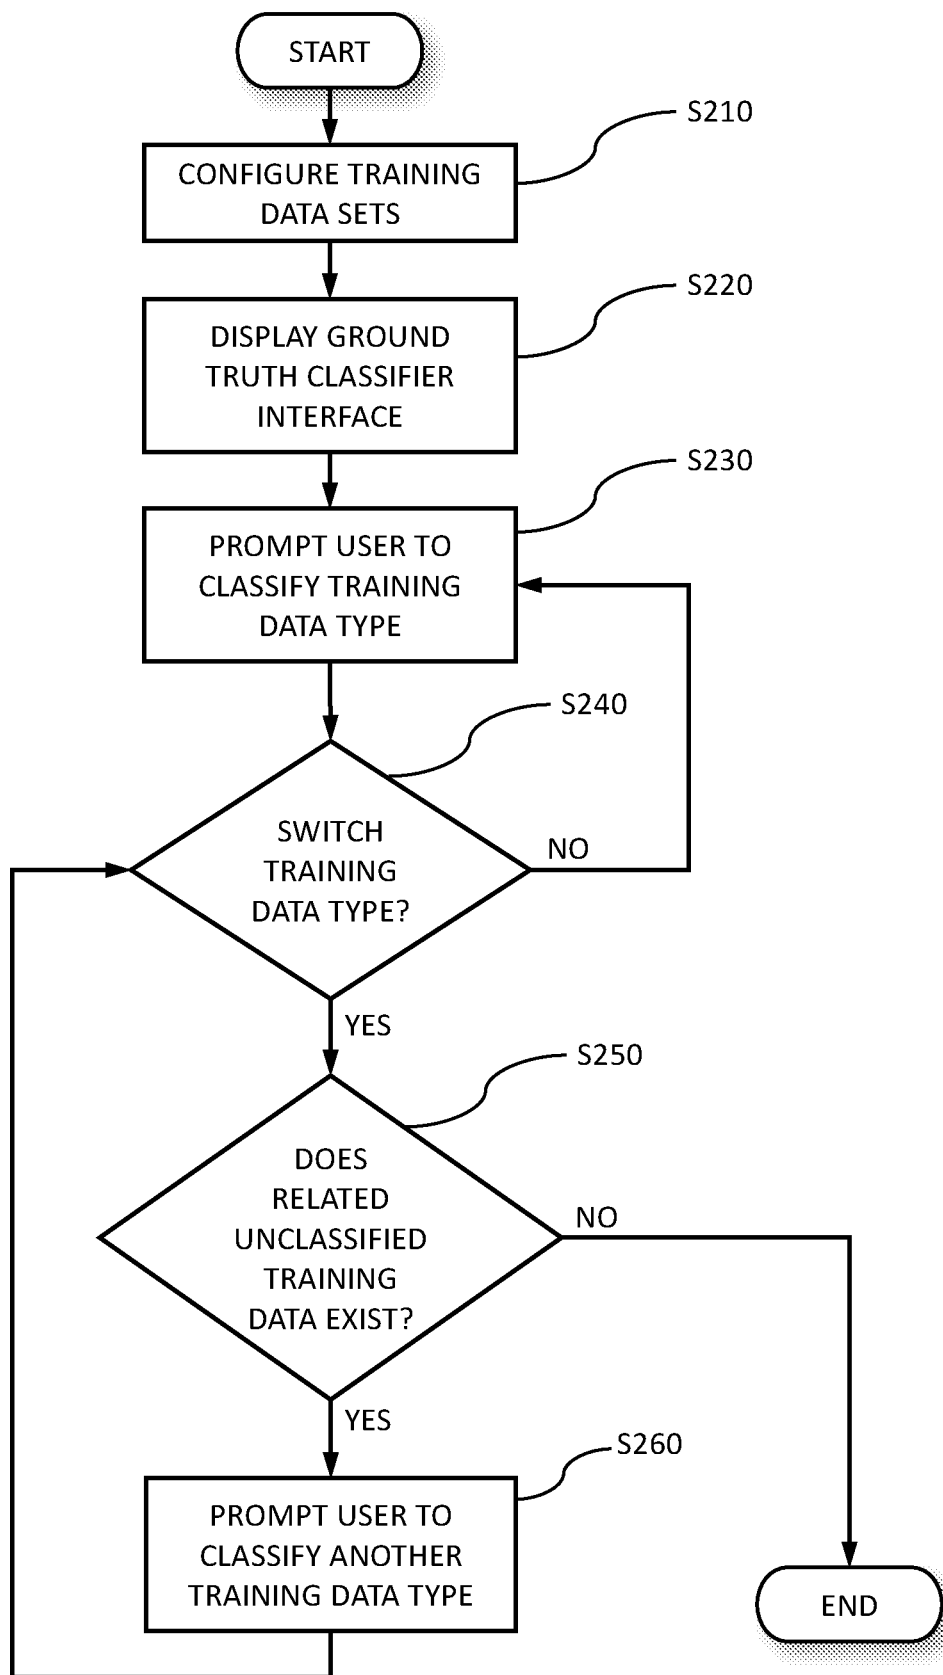 START
S210
CONFIGURE TRAINING
DATA SETS
S220
DISPLAY GROUND
TRUTH CLASSIFIER
INTERFACE
S230
PROMPT USER TO
CLASSIFY TRAINING
DATA TYPE
S240
SWITCH
TRAINING
DATA TYPE?
NO
YES
S250
DOES
RELATED
UNCLASSIFIED
TRAINING
DATA EXIST?
NO
YES
S260
PROMPT USER TO
CLASSIFY ANOTHER
TRAINING DATA TYPE
END